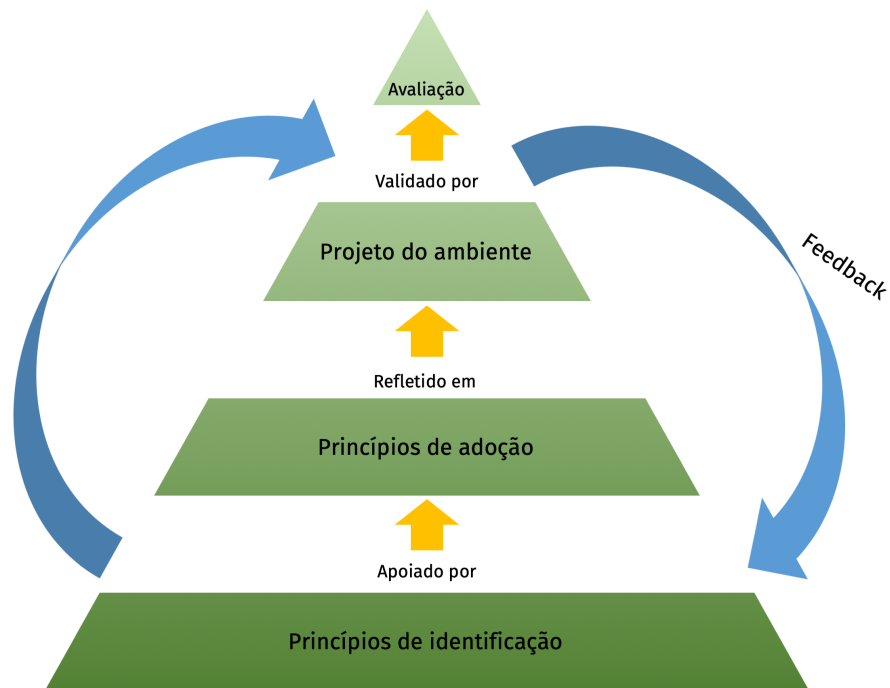 Avaliação
Validado por
Projeto do ambiente
Feedback
Refletido em
Princípios de adoção
Apoiado por
Princípios de identificação